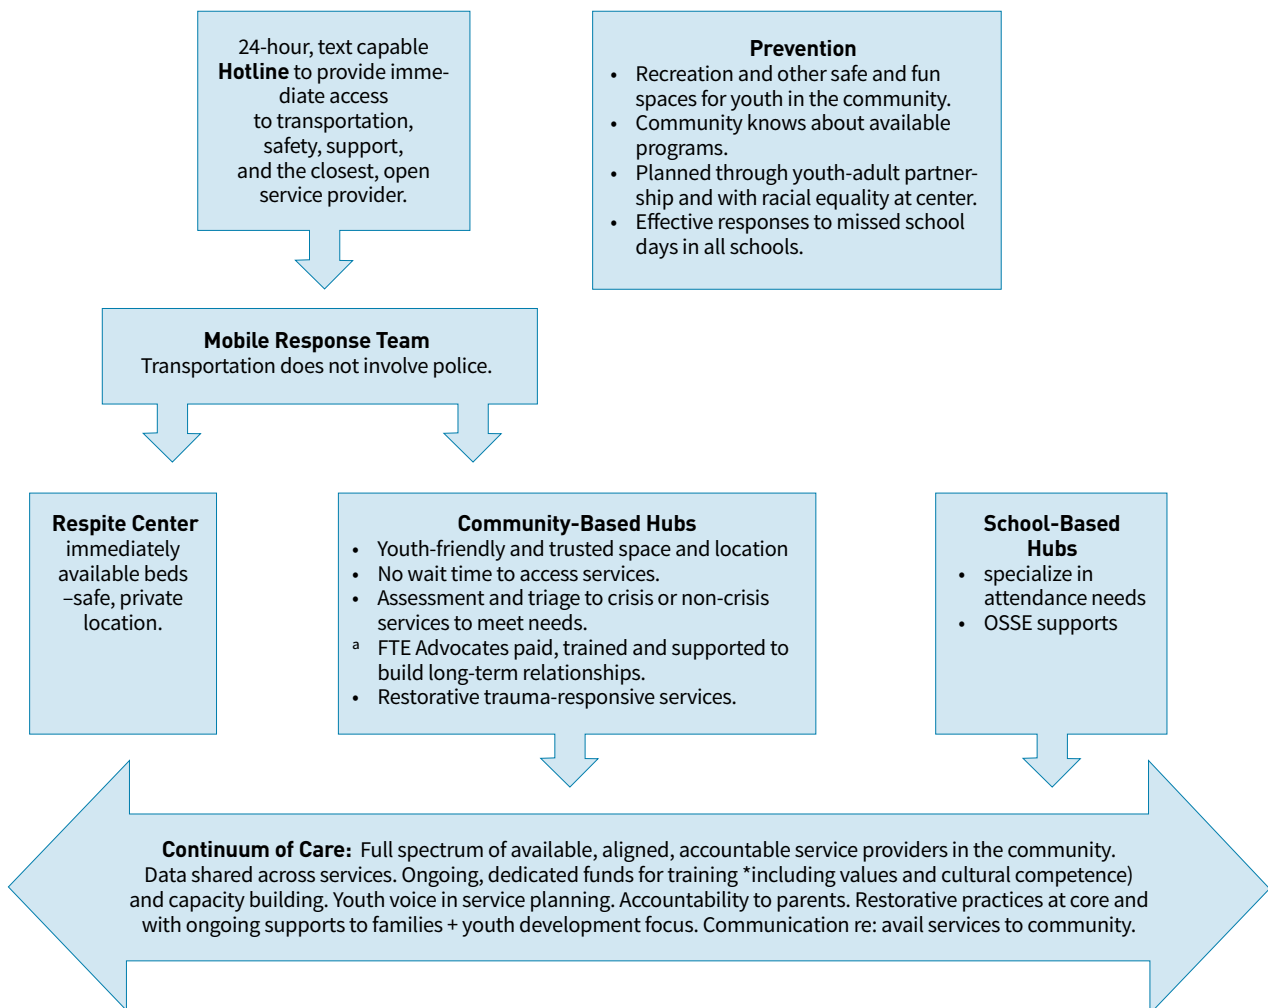 24-hour, text capable
Hotline to provide imme-
diate access
to transportation,
safety, support,
and the closest, open
service provider.
Prevention
• Recreation and other safe and fun
spaces for youth in the community.
• Community knows about available
programs.
• Planned through youth-adult partner-
ship and with racial equality at center.
• Effective responses to missed school
days in all schools.
Mobile Response Team
Transportation does not involve police.
Respite Center
immediately
available beds
–safe, private
location.
Community-Based Hubs
• Youth-friendly and trusted space and location
• No wait time to access services.
• Assessment and triage to crisis or non-crisis
services to meet needs.
a FTE Advocates paid, trained and supported to
build long-term relationships.
• Restorative trauma-responsive services.
School-Based
Hubs
• specialize in
attendance needs
• OSSE supports
Continuum of Care: Full spectrum of available, aligned, accountable service providers in the community.
Data shared across services. Ongoing, dedicated funds for training *including values and cultural competence)
and capacity building. Youth voice in service planning. Accountability to parents. Restorative practices at core and
with ongoing supports to families + youth development focus. Communication re: avail services to community.